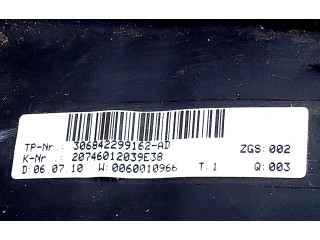 TP-Nr.: 306842299162-AD
K-Nr .: 20746012039E38 ZGS: 002
D: 06.07.10 W: 0060010966 T: 1 Q: 003